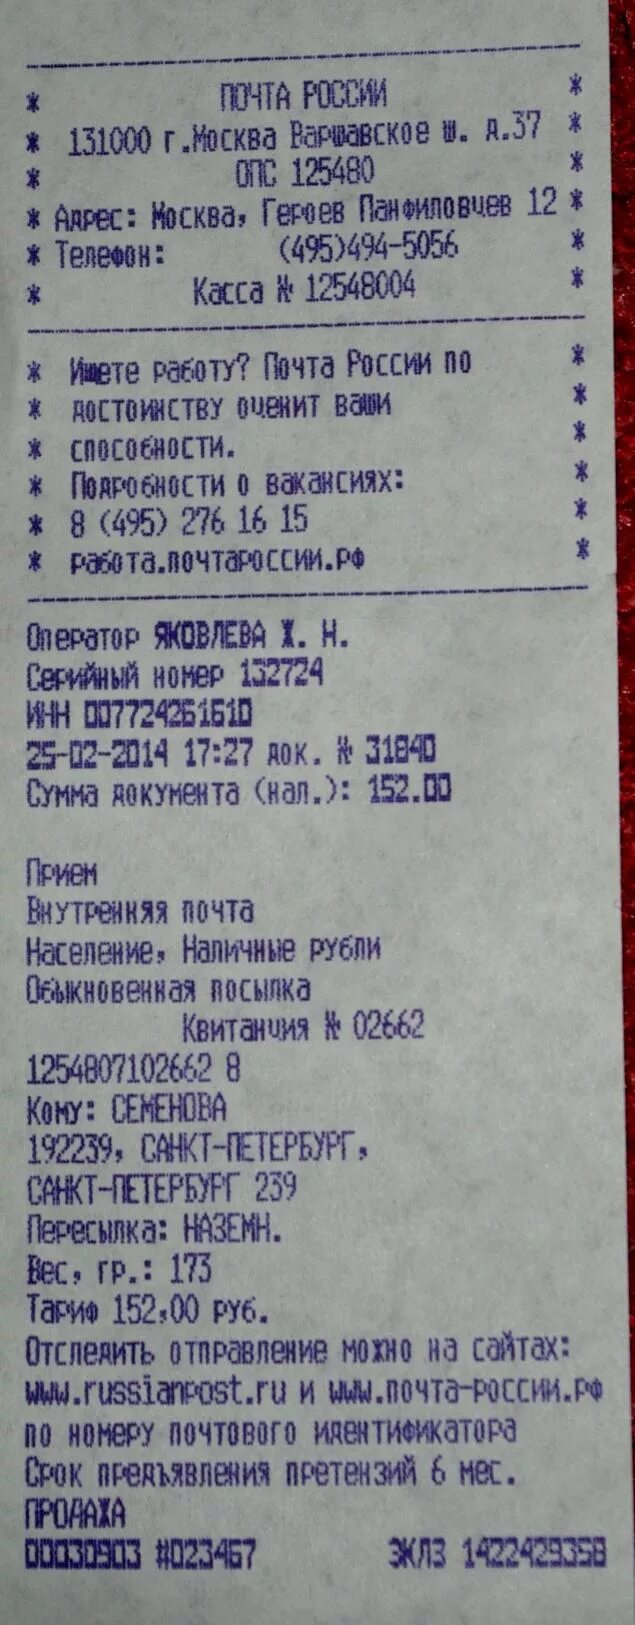 * ПОЧТА РОССИИ *
* 131000 г.Москва Варшавское ш. д.37 *
* ОПС 125480 *
* Адрес: Москва, Героев Панфиловцев 12 *
* Телефон: (495)494-5056 *
* Касса № 12548004 *
* Ищете работу? Почта России по *
* достоинству оценит ваши *
* способности. *
* Подробности о вакансиях: *
* 8 (495) 276 16 15 *
* работа.почтароссии.рф *
Оператор ЯКОВЛЕВА Ж. Н.
Серийный номер 132724
ИНН 007724261610
25-02-2014 17:27 док. № 31840
Сумма документа (нал.): 152.00
Прием
Внутренняя почта
Население, Наличные рубли
Обыкновенная посылка
Квитанция № 02662
1254807102662 8
Кому: СЕМЕНОВА
192239, САНКТ-ПЕТЕРБУРГ,
САНКТ-ПЕТЕРБУРГ 239
Пересылка: НАЗЕМН.
Вес, гр.: 173
Тариф 152,00 руб.
Отследить отправление можно на сайтах:
www.russianpost.ru и www.почта-россии.рф
по номеру почтового идентификатора
Срок предъявления претензий 6 мес.
ПРОДАЖА
00030903 #023467 ЭКЛЗ 1422429358